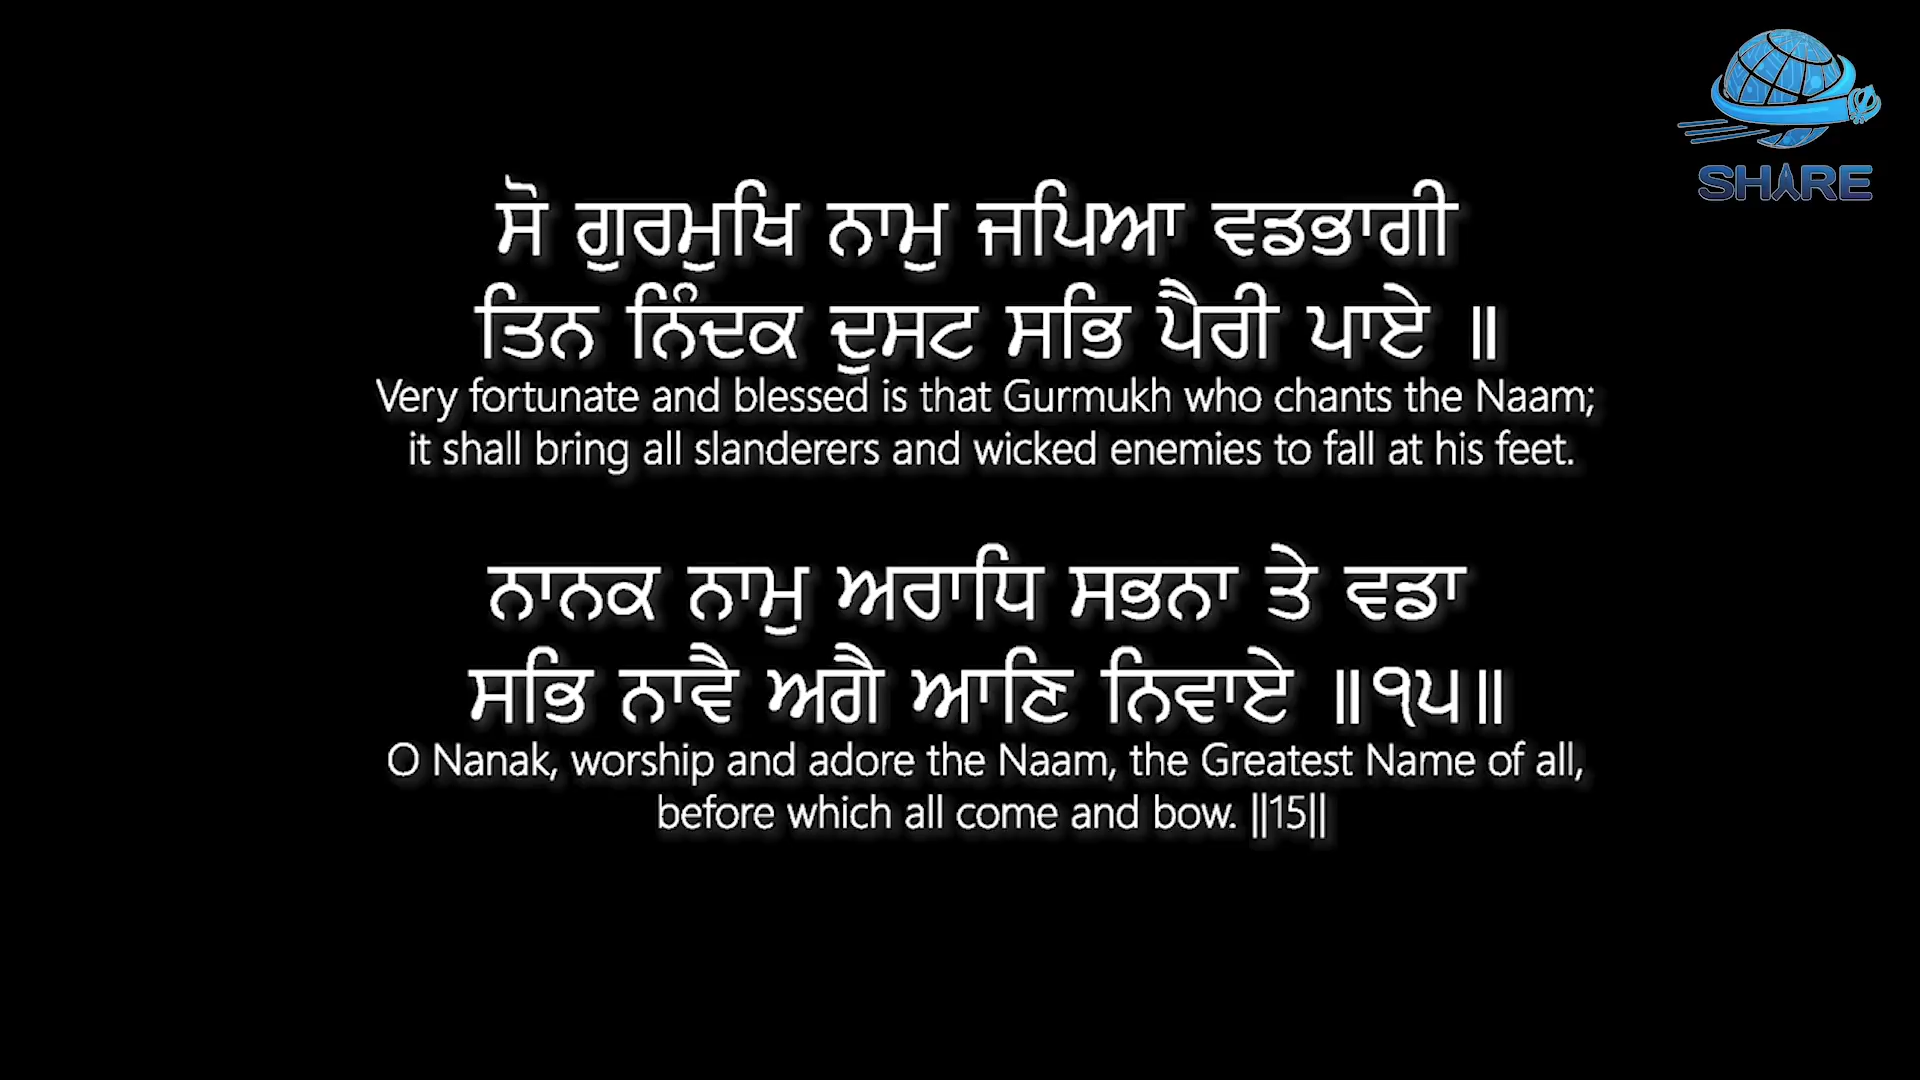 SHARE
ਸੋ ਗੁਰਮੁਖਿ ਨਾਮੁ ਜਪਿਆ ਵਡਭਾਗੀ
ਤਿਨ ਨਿੰਦਕ ਦੁਸਟ ਸਭਿ ਪੈਰੀ ਪਾਏ ॥
Very fortunate and blessed is that Gurmukh who chants the Naam;
it shall bring all slanderers and wicked enemies to fall at his feet.
ਨਾਨਕ ਨਾਮੁ ਅਰਾਧਿ ਸਭਨਾ ਤੇ ਵਡਾ
ਸਭਿ ਨਾਵੈ ਅਗੈ ਆਣਿ ਨਿਵਾਏ ॥੧੫॥
O Nanak, worship and adore the Naam, the Greatest Name of all,
before which all come and bow. ||15||